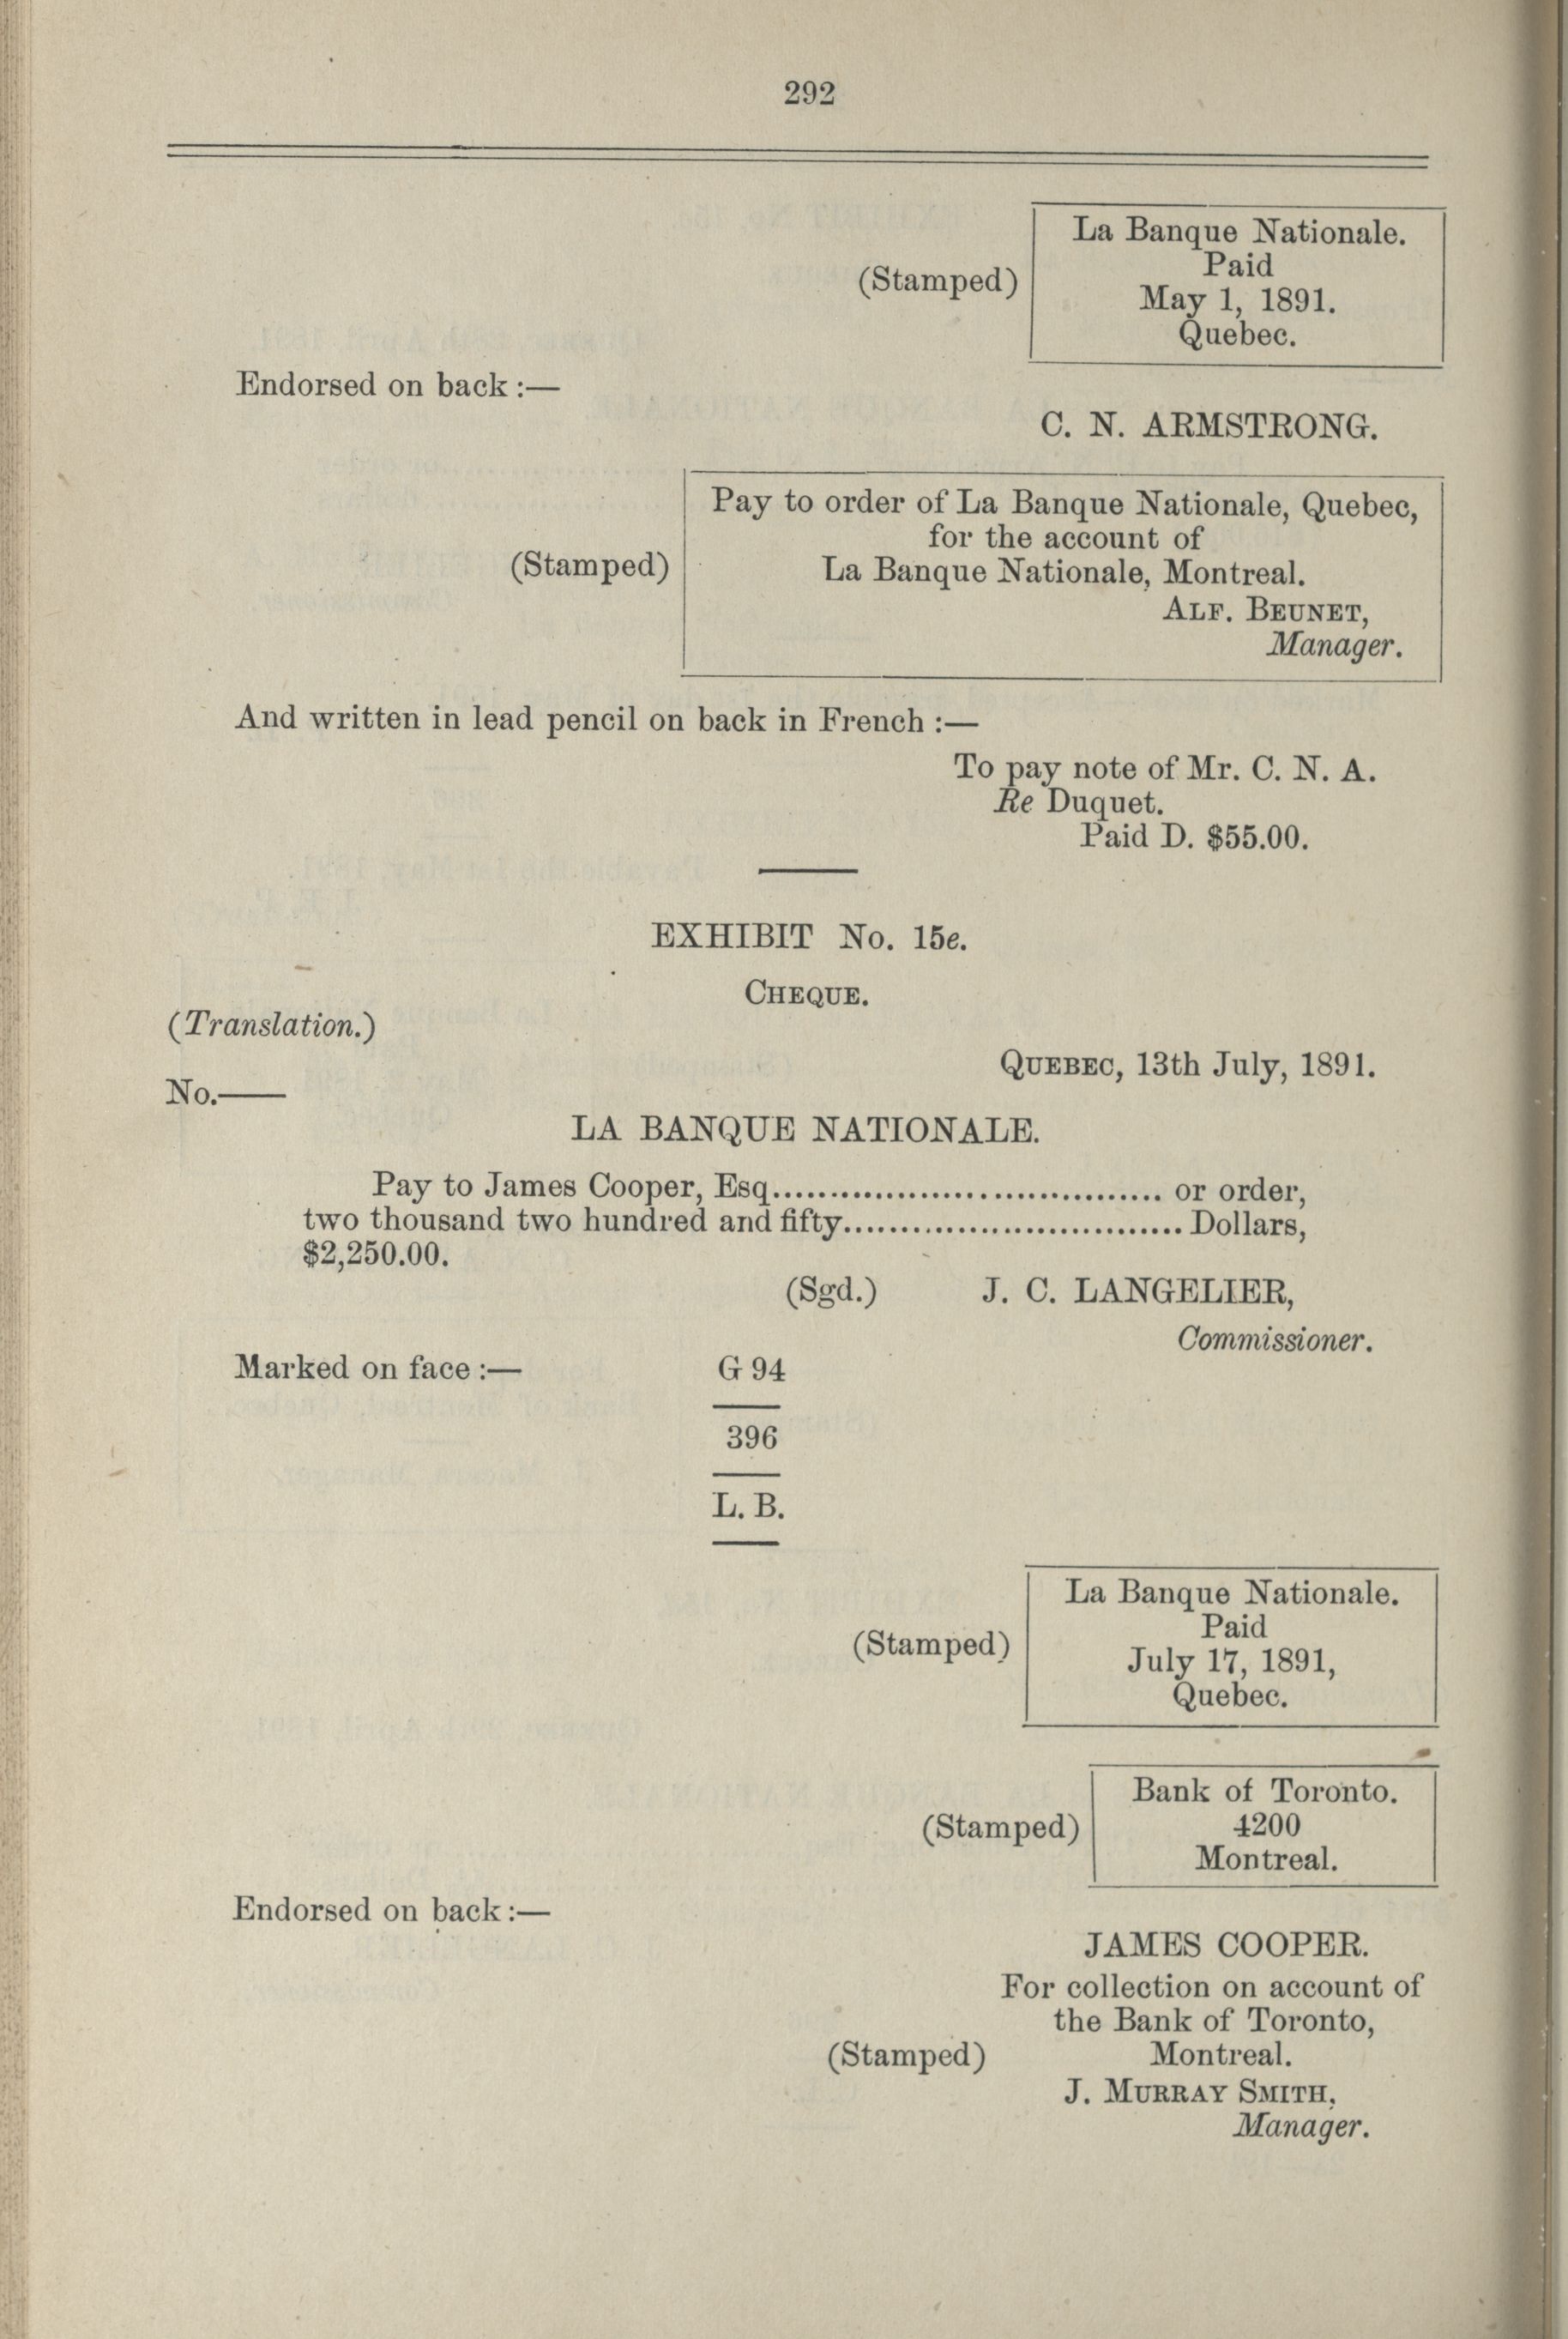 292
La Banque Nationale.
Paid
(Stamped)
May 1, 1891.
Quebec.
Endorsed on back :—
C. N. ARMSTRONG.
Pay to order of La Banque Nationale, Quebec,
for the account of
(Stamped)
La Banque Nationale, Montreal.
ALF. BEUNET,
Manager.
And written in lead pencil on back in French :—
To pay note of Mr. C. N. A.
Re Duquet.
Paid D. $55.00.
EXHIBIT No. 15e.
CHEQUE.
(Translation.)
QUEBEC, 13th July, 1891.
No.——
LA BANQUE NATIONALE.
Pay to James Cooper, Esq.................................... or order,
two thousand two hundred and fifty............................... Dollars,
$2,250.00.
(Sgd.) J. C. LANGELIER,
Commissioner.
Marked on face :— G 94
396
L. B.
La Banque Nationale.
Paid
(Stamped)
July 17, 1891,
Quebec.
Bank of Toronto.
(Stamped) 4200
Montreal.
Endorsed on back :—
JAMES COOPER.
For collection on account of
the Bank of Toronto,
(Stamped) Montreal.
J. MURRAY SMITH,
Manager.